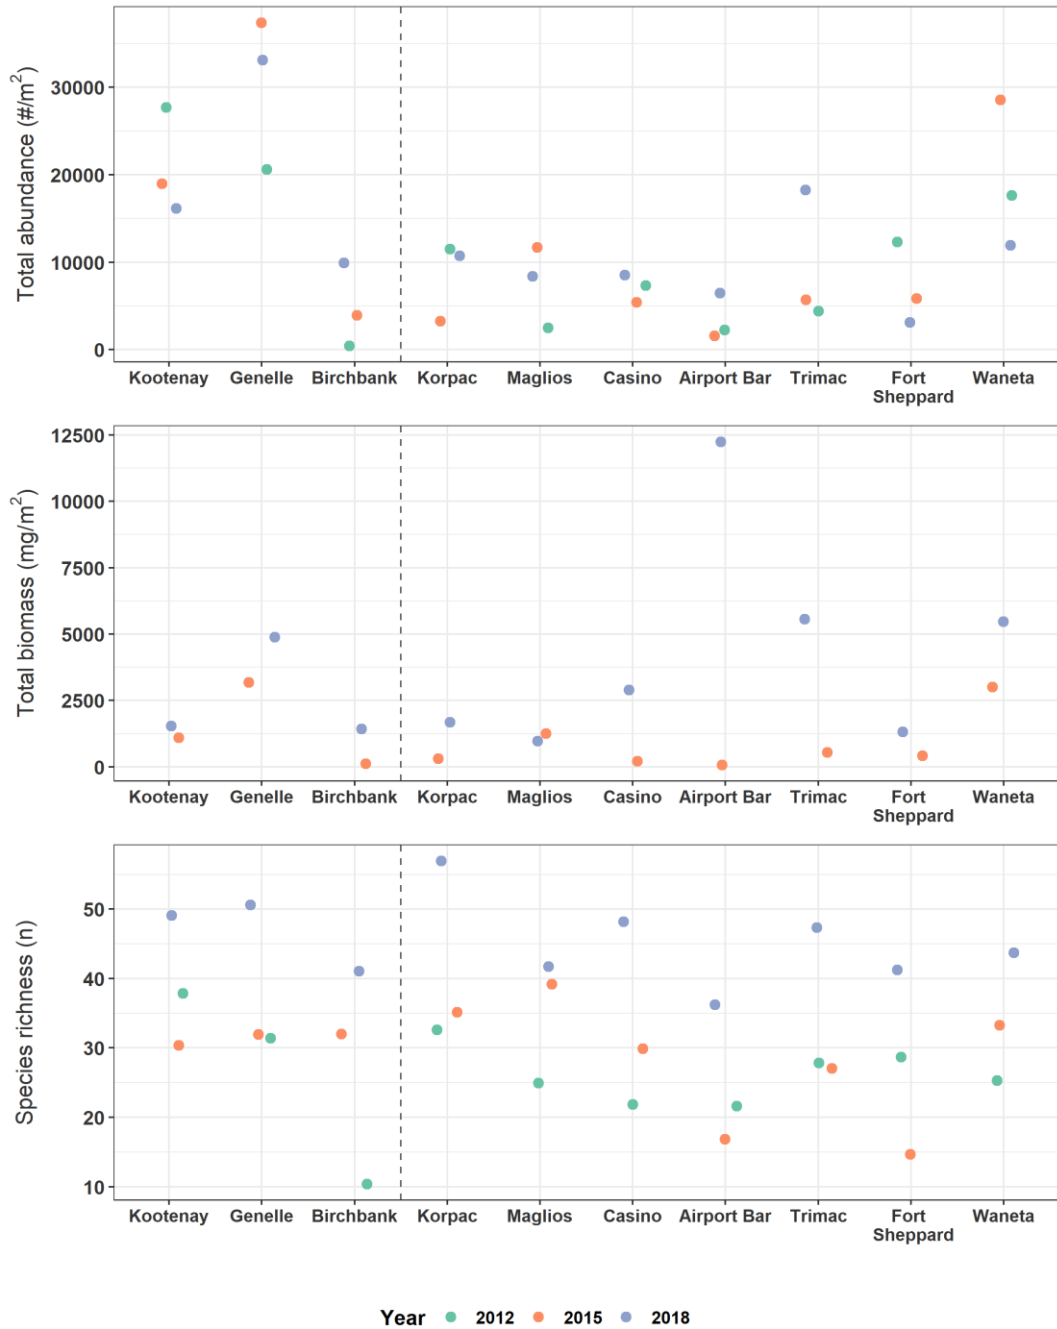 Total abundance (#/m²)
30000
20000
10000
0
Kootenay Genelle Birchbank Korpac Maglios Casino Airport Bar Trimac Fort Waneta
Sheppard
Total biomass (mg/m²)
12500
10000
7500
5000
2500
0
Kootenay Genelle Birchbank Korpac Maglios Casino Airport Bar Trimac Fort Waneta
Sheppard
Species richness (n)
50
40
30
20
10
Kootenay Genelle Birchbank Korpac Maglios Casino Airport Bar Trimac Fort Waneta
Sheppard
Year 2012 2015 2018